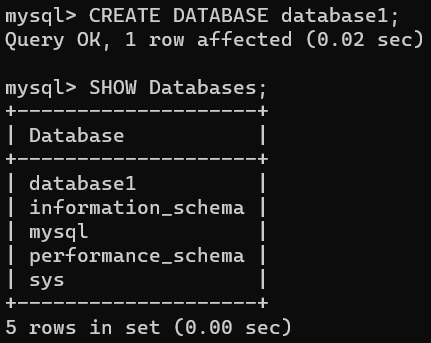 mysql> CREATE DATABASE database1;
Query OK, 1 row affected (0.02 sec)

mysql> SHOW Databases;
+--------------------+
| Database           |
+--------------------+
| database1          |
| information_schema |
| mysql              |
| performance_schema |
| sys                |
+--------------------+
5 rows in set (0.00 sec)